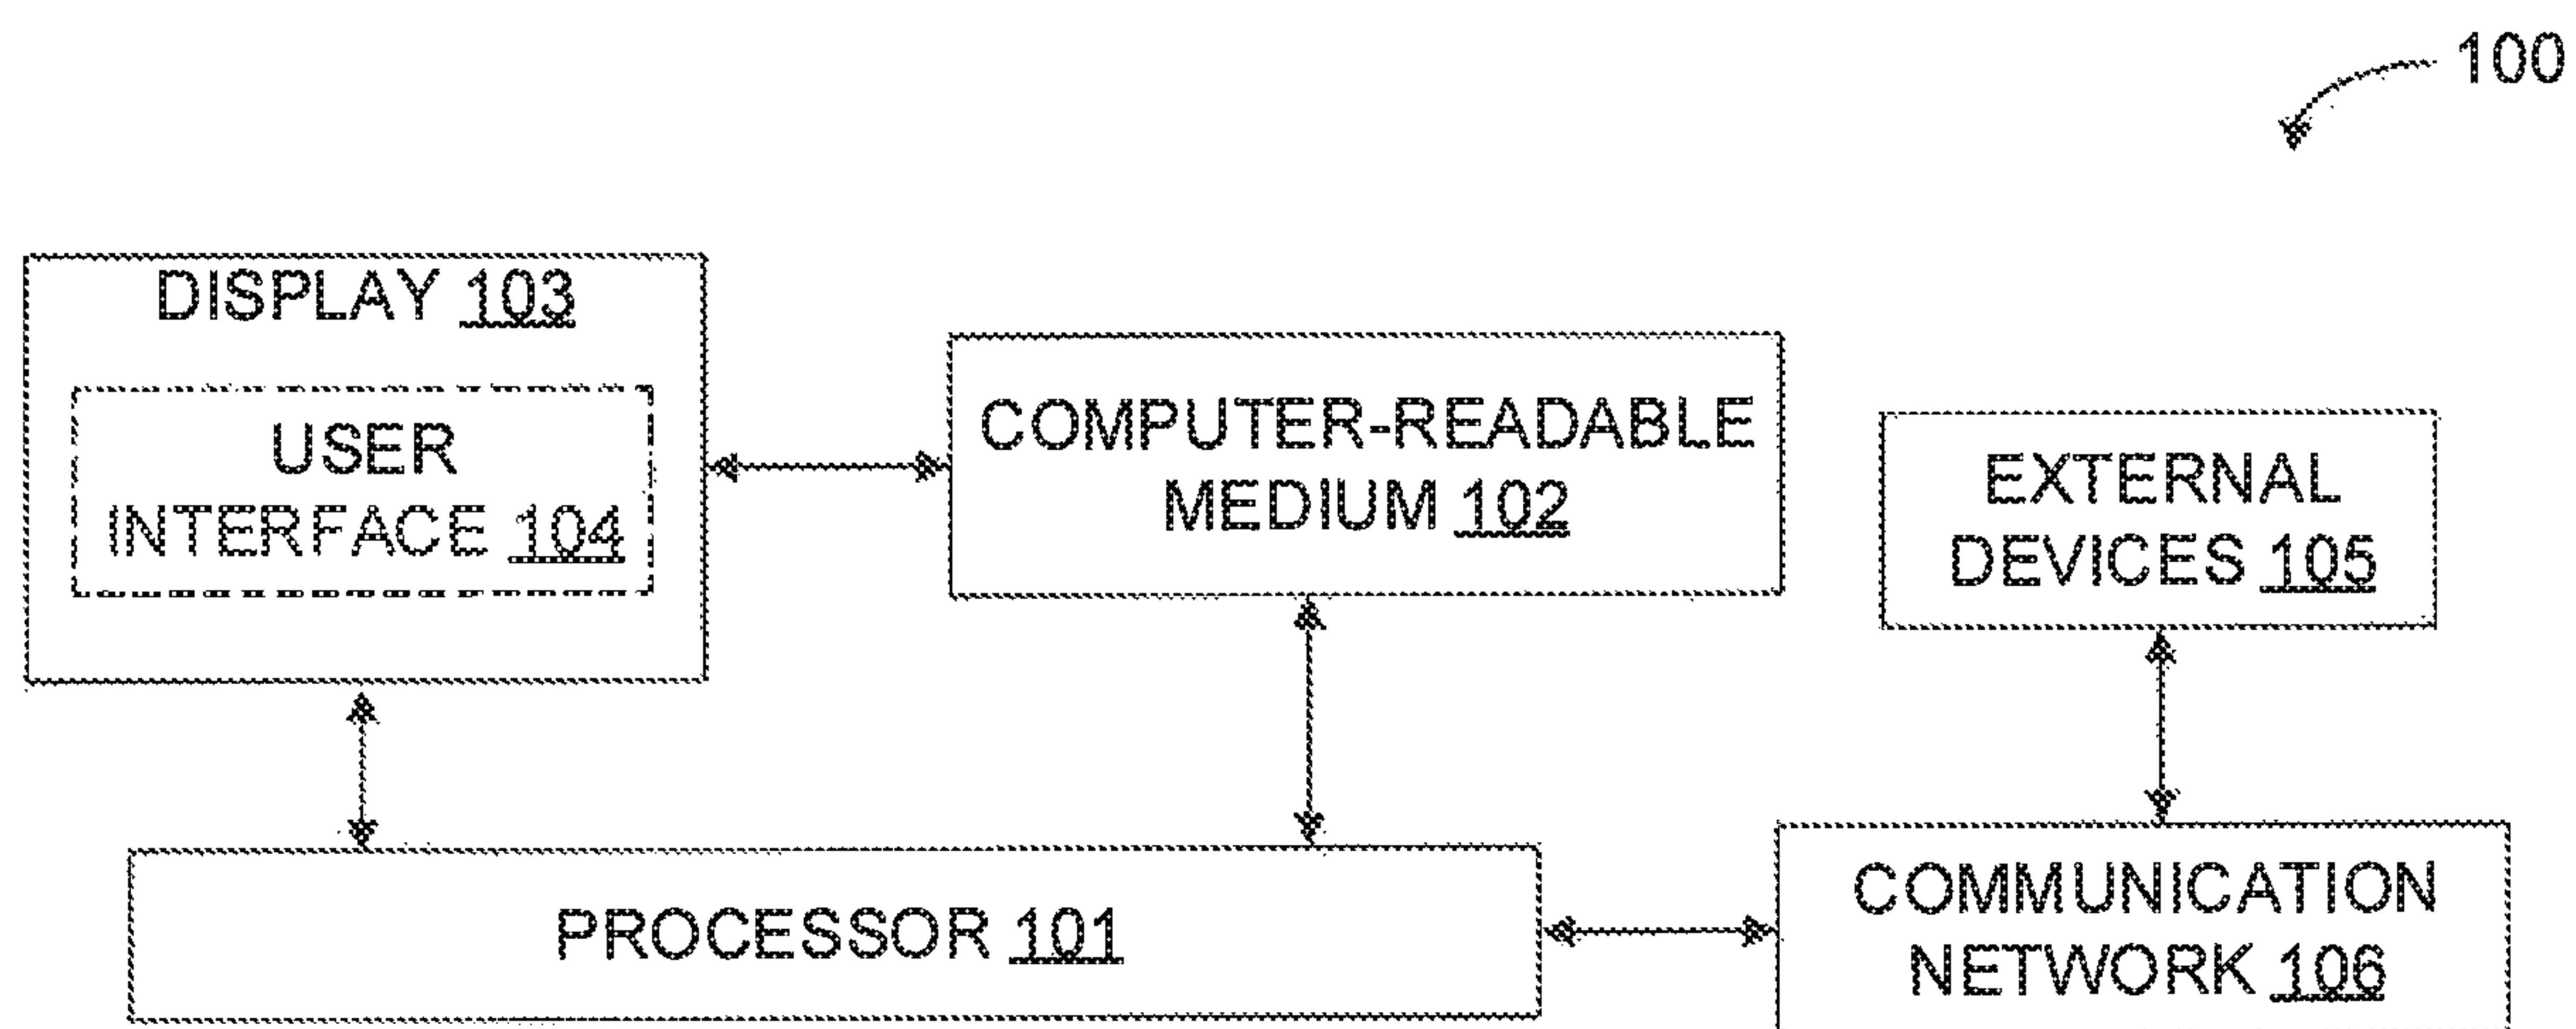 100
DISPLAY 103
USER
INTERFACE 104
COMPUTER-READABLE
MEDIUM 102
EXTERNAL
DEVICES 105
PROCESSOR 101
COMMUNICATION
NETWORK 106